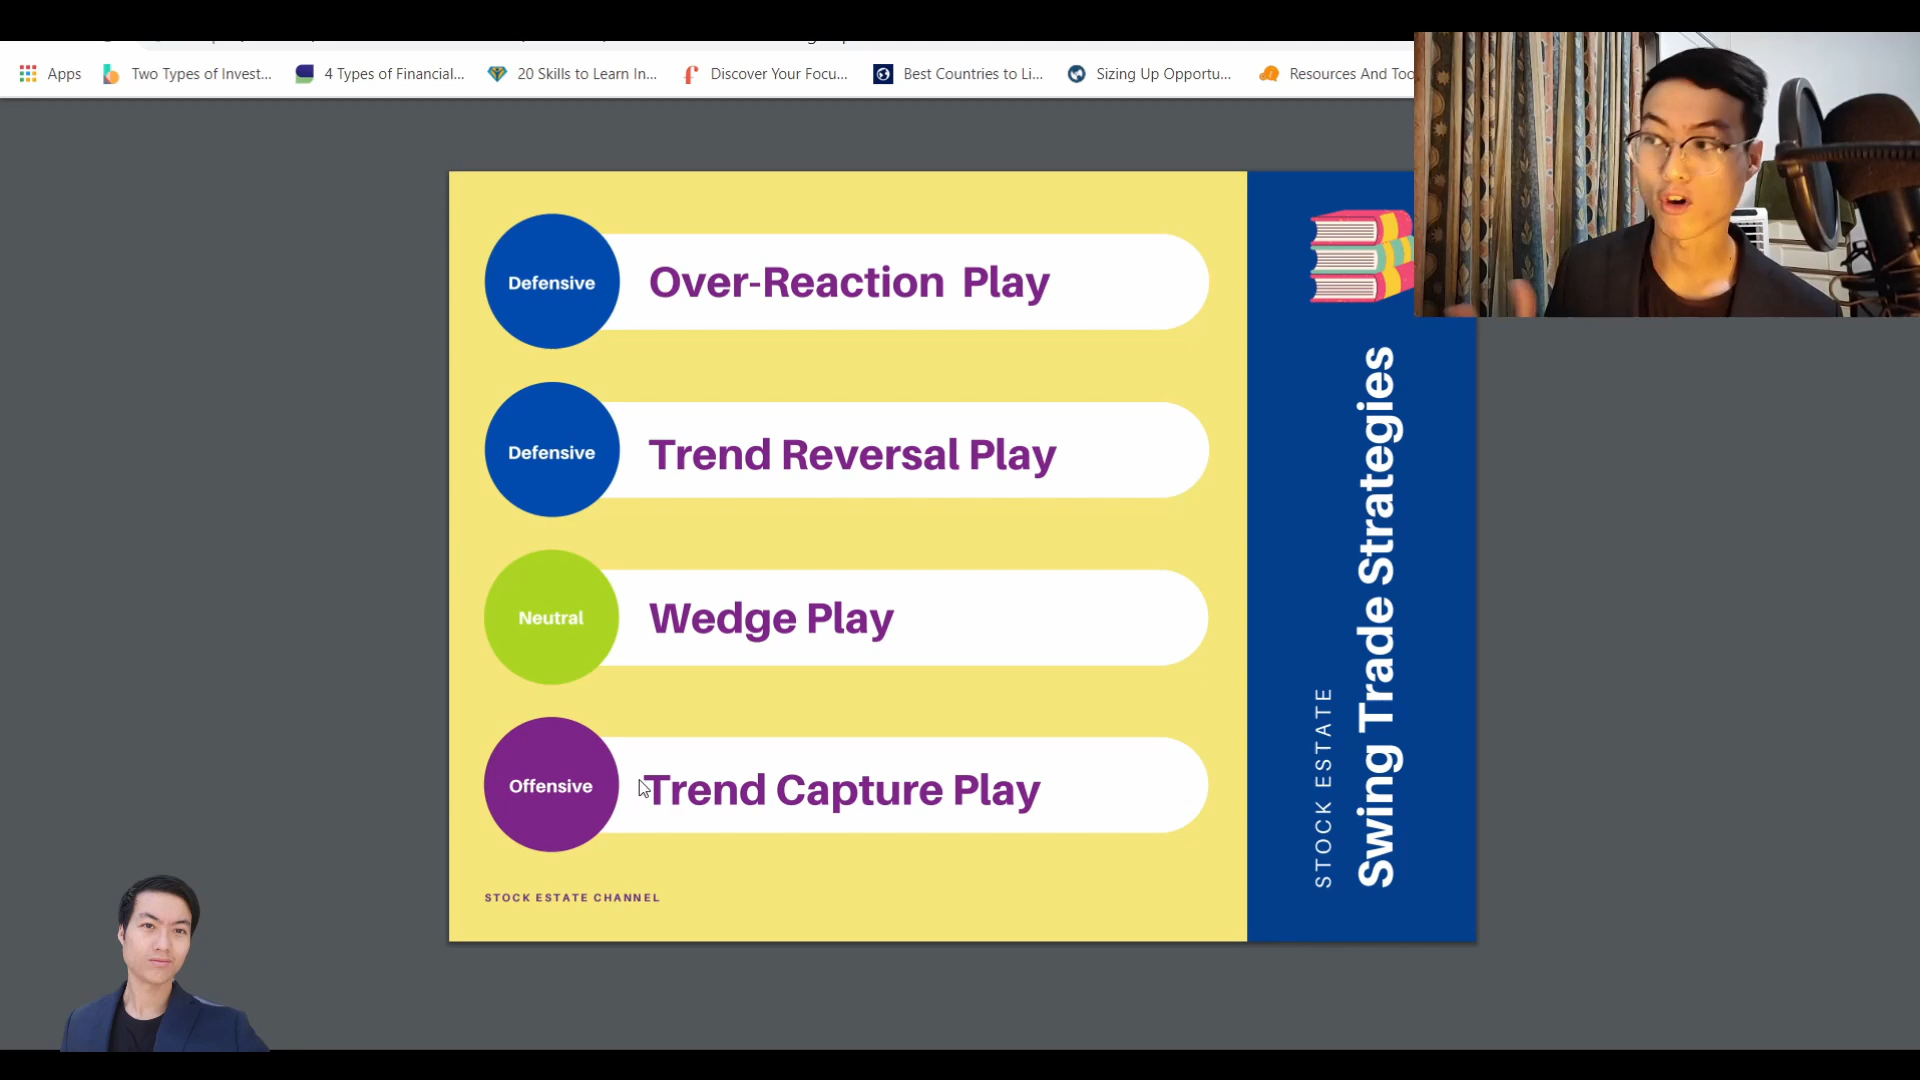 Apps
Two Types of Invest...
4 Types of Financial...
20 Skills to Learn In...
Discover Your Focu...
Best Countries to Li...
Sizing Up Opportu...
Resources And Too
Defensive
Over-Reaction Play
Defensive
Trend Reversal Play
Neutral
Wedge Play
Offensive
Trend Capture Play
STOCK ESTATE CHANNEL
STOCK ESTATE
Swing Trade Strategies